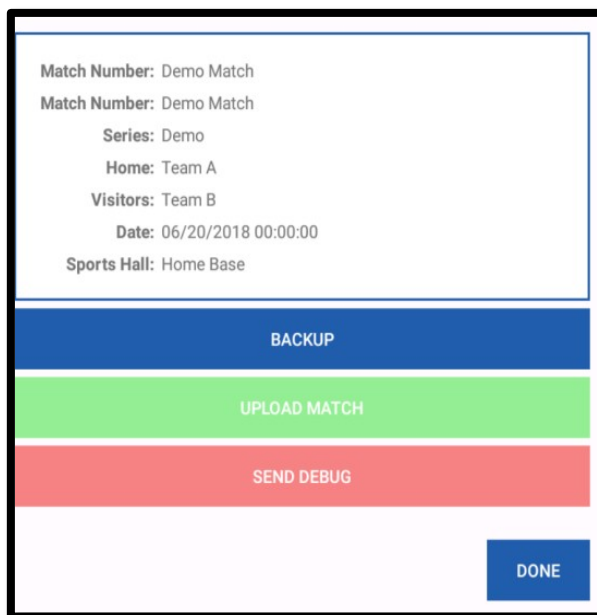 Match Number: Demo Match
Match Number: Demo Match
Series: Demo
Home: Team A
Visitors: Team B
Date: 06/20/2018 00:00:00
Sports Hall: Home Base
BACKUP
UPLOAD MATCH
SEND DEBUG
DONE